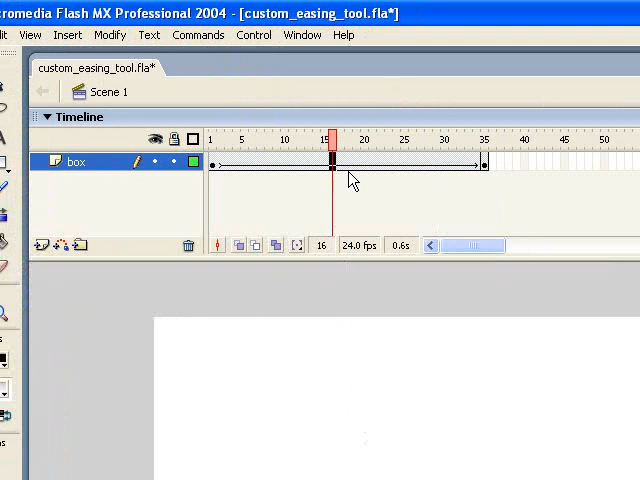 cromedia Flash MX Professional 2004 - [custom_easing_tool.fla*]
lit View Insert Modify Text Commands Control Window Help
custom_easing_tool.fla*
Scene 1
Timeline
1 5 10 15 20 25 30 35 40 45 50
box
16 24.0 fps 0.6s